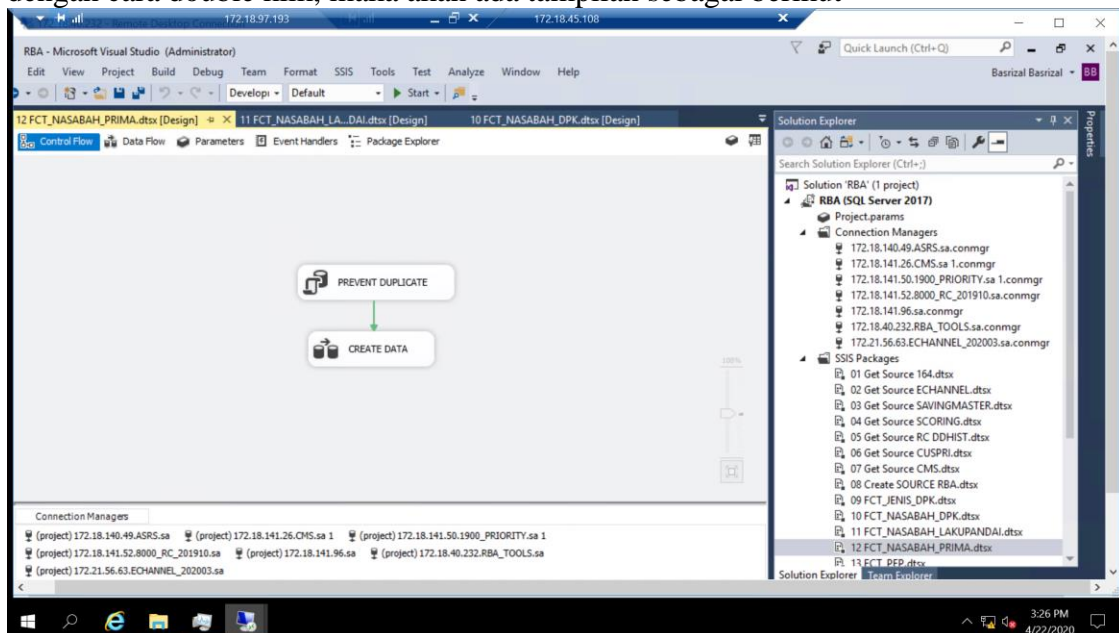 172.18.97.193
172.18.45.108
RBA - Microsoft Visual Studio (Administrator)
Quick Launch (Ctrl+Q)
Edit View Project Build Debug Team Format SSIS Tools Test Analyze Window Help
Basrizal Basrizal BB
Develop Default Start
12 FCT_NASABAH_PRIMA.dtsx [Design] 11 FCT_NASABAH_LA...DAI.dtsx [Design] 10 FCT_NASABAH_DPK.dtsx [Design]
Control Flow Data Flow Parameters Event Handlers Package Explorer
PREVENT DUPLICATE
CREATE DATA
100%
Connection Managers
(project) 172.18.140.49.ASRS.sa (project) 172.18.141.26.CMS.sa 1 (project) 172.18.141.50.1900_PRIORITY.sa 1
(project) 172.18.141.52.8000_RC_201910.sa (project) 172.18.141.96.sa (project) 172.18.40.232.RBA_TOOLS.sa
(project) 172.21.56.63.ECHANNEL_202003.sa
Solution Explorer
Search Solution Explorer (Ctrl+;)
Solution 'RBA' (1 project)
RBA (SQL Server 2017)
Project.params
Connection Managers
172.18.140.49.ASRS.sa.conmgr
172.18.141.26.CMS.sa 1.conmgr
172.18.141.50.1900_PRIORITY.sa 1.conmgr
172.18.141.52.8000_RC_201910.sa.conmgr
172.18.141.96.sa.conmgr
172.18.40.232.RBA_TOOLS.sa.conmgr
172.21.56.63.ECHANNEL_202003.sa.conmgr
SSIS Packages
01 Get Source 164.dtsx
02 Get Source ECHANNEL.dtsx
03 Get Source SAVINGMASTER.dtsx
04 Get Source SCORING.dtsx
05 Get Source RC DDHIST.dtsx
06 Get Source CUSPRI.dtsx
07 Get Source CMS.dtsx
08 Create SOURCE RBA.dtsx
09 FCT_JENIS_DPK.dtsx
10 FCT_NASABAH_DPK.dtsx
11 FCT_NASABAH_LAKUPANDAI.dtsx
12 FCT_NASABAH_PRIMA.dtsx
13 FCT_PEP.dtsx
Solution Explorer Team Explorer
Properties
3:26 PM
4/22/2020